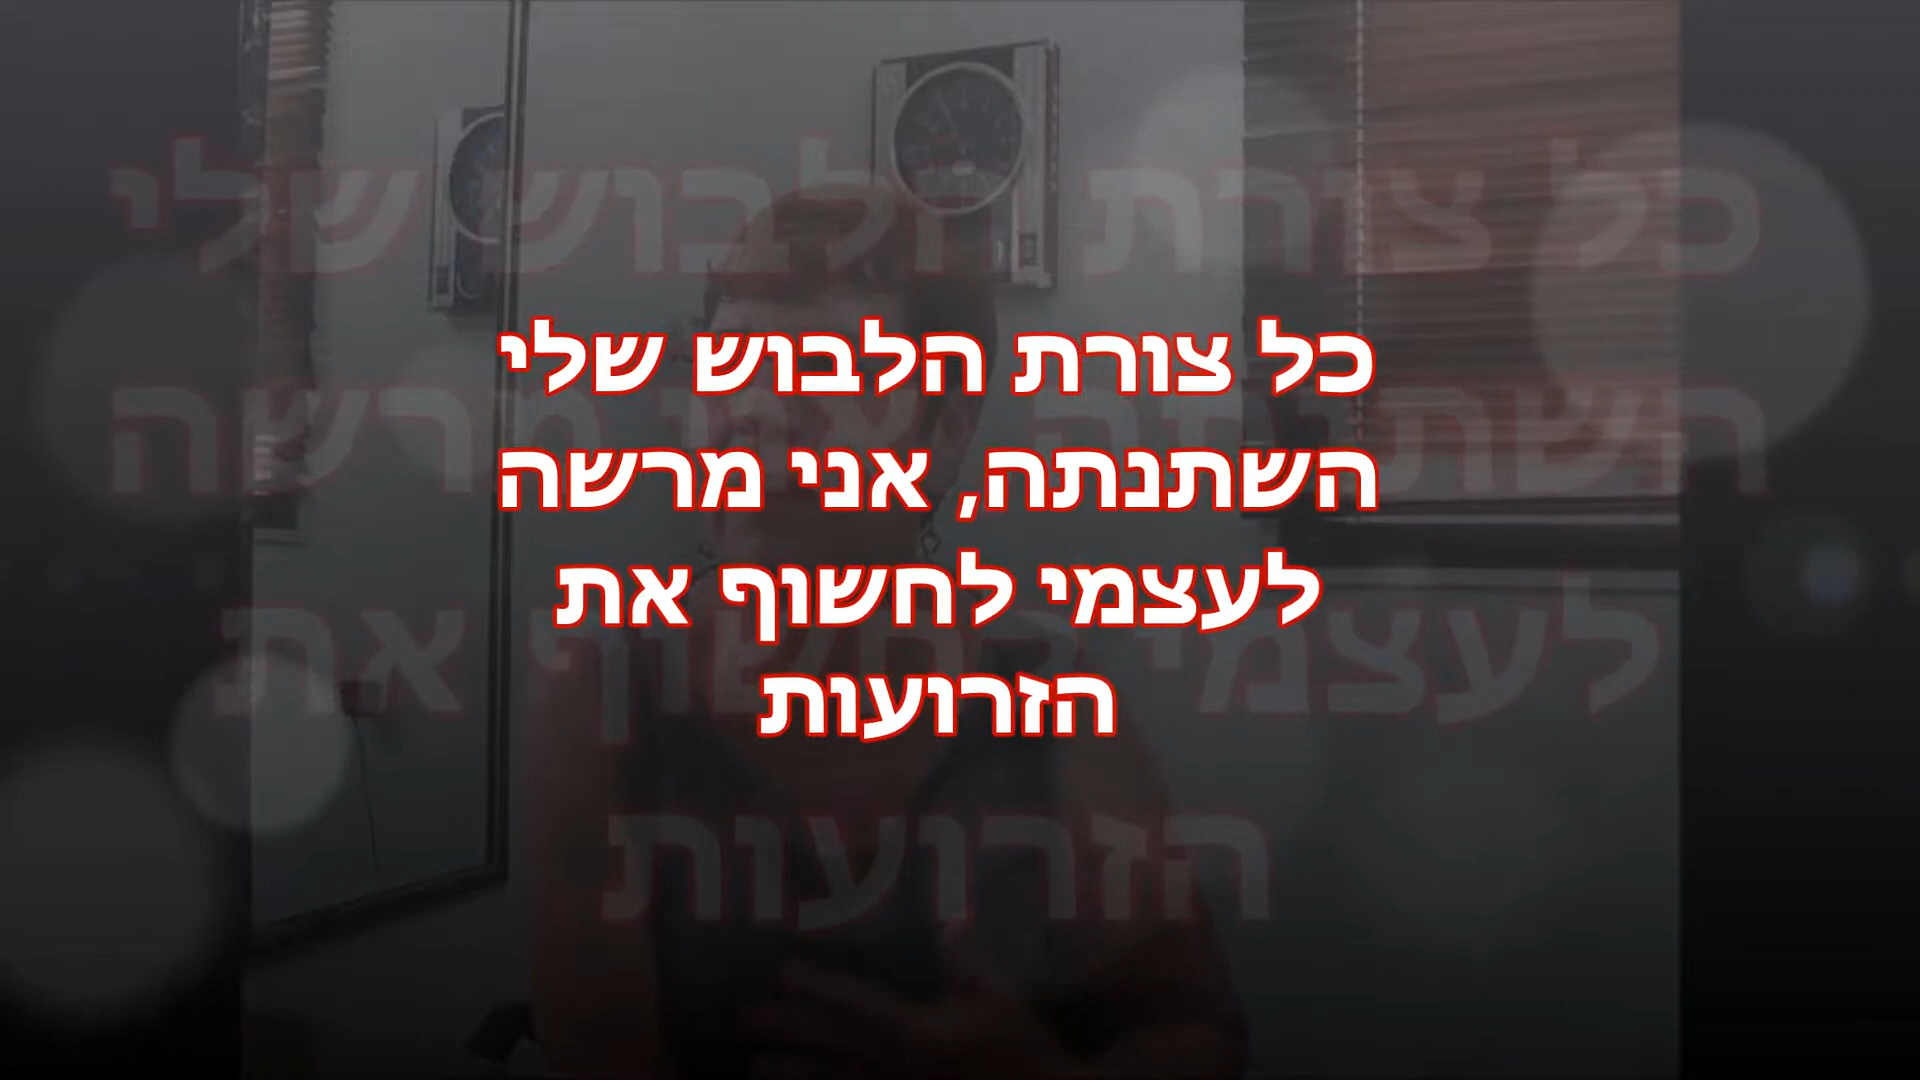 כל צורת הלבוש שלי
השתנתה, אני מרשה
לעצמי לחשוף את
הזרועות